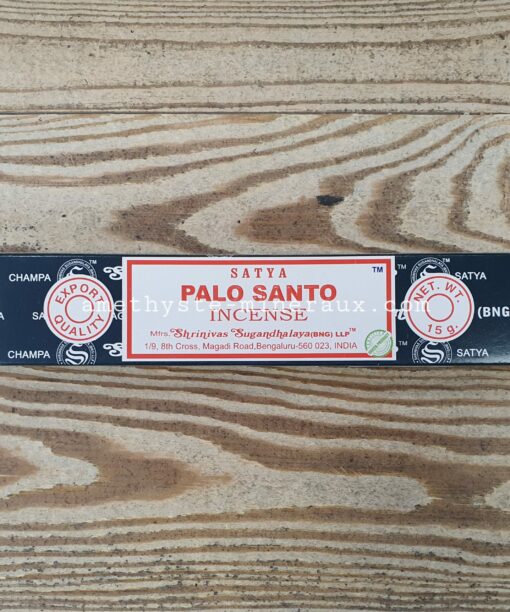 CHAMPA
SATYA
EXPORT
QUALITY
SATYA
PALO SANTO
INCENSE
TM
amethyste-mineraux.com
Mfrs. Shrinivas Sugandhalaya(BNG) LLP™
1/9, 8th Cross, Magadi Road,Bengaluru-560 023, INDIA
NET. WT.
15 g.
(BNG
CHAMPA
SATYA